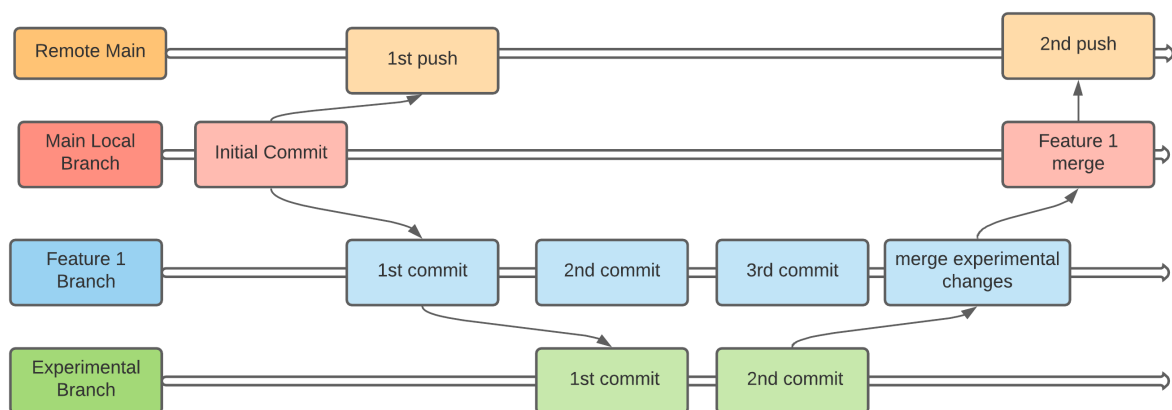 Remote Main
1st push
2nd push
Main Local
Branch
Initial Commit
Feature 1
merge
Feature 1
Branch
1st commit
2nd commit
3rd commit
merge experimental
changes
Experimental
Branch
1st commit
2nd commit